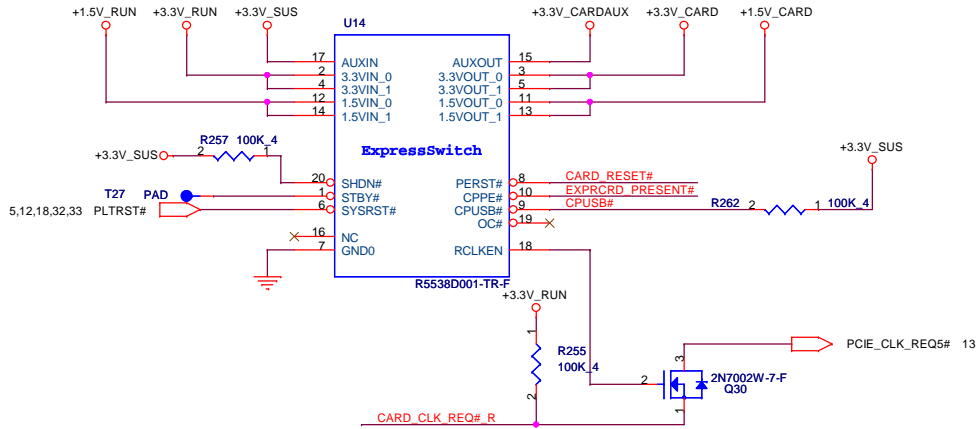 +1.5V_RUN +3.3V_RUN +3.3V_SUS +3.3V_CARDAUX +3.3V_CARD +1.5V_CARD
U14
17 AUXIN AUXOUT 15
2 3.3VIN_0 3.3VOUT_0 3
4 3.3VIN_1 3.3VOUT_1 5
12 1.5VIN_0 1.5VOUT_0 11
14 1.5VIN_1 1.5VOUT_1 13
R257 100K_4
+3.3V_SUS 2 1
ExpressSwitch
+3.3V_SUS
20 SHDN# PERST# 8 CARD_RESET#
T27 PAD 1 STBY# CPPE# 10 EXPRCRD_PRESENT#
5,12,18,32,33 PLTRST# 6 SYSRST# CPUSB# 9 CPUSB# R262 2 1 100K_4
OC# 19
16 NC
7 GND0 RCLKEN 18
R5538D001-TR-F
+3.3V_RUN
1
R255
100K_4
2
PCIE_CLK_REQ5# 13
3
2
2N7002W-7-F
Q30
1
CARD_CLK_REQ#_R